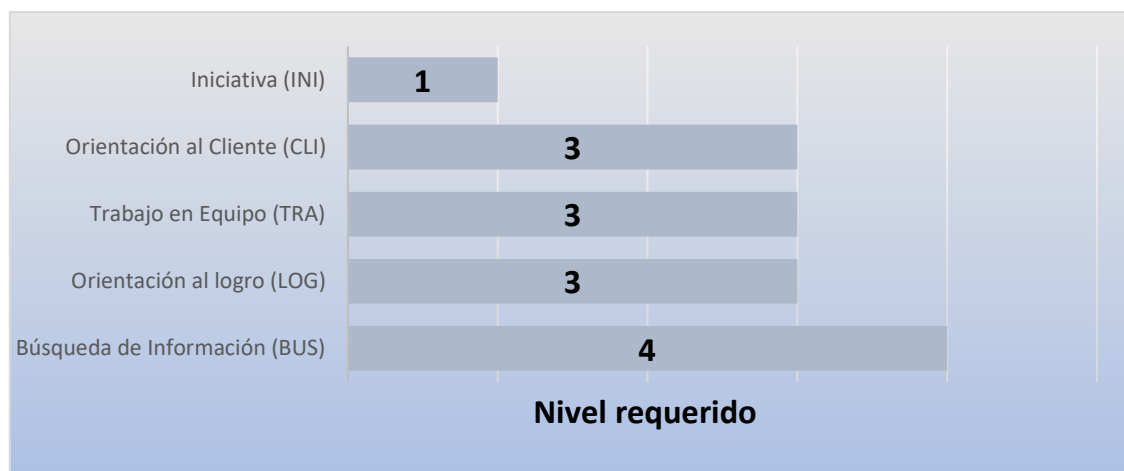 Iniciativa (INI)
1
Orientación al Cliente (CLI)
3
Trabajo en Equipo (TRA)
3
Orientación al logro (LOG)
3
Búsqueda de Información (BUS)
4
Nivel requerido